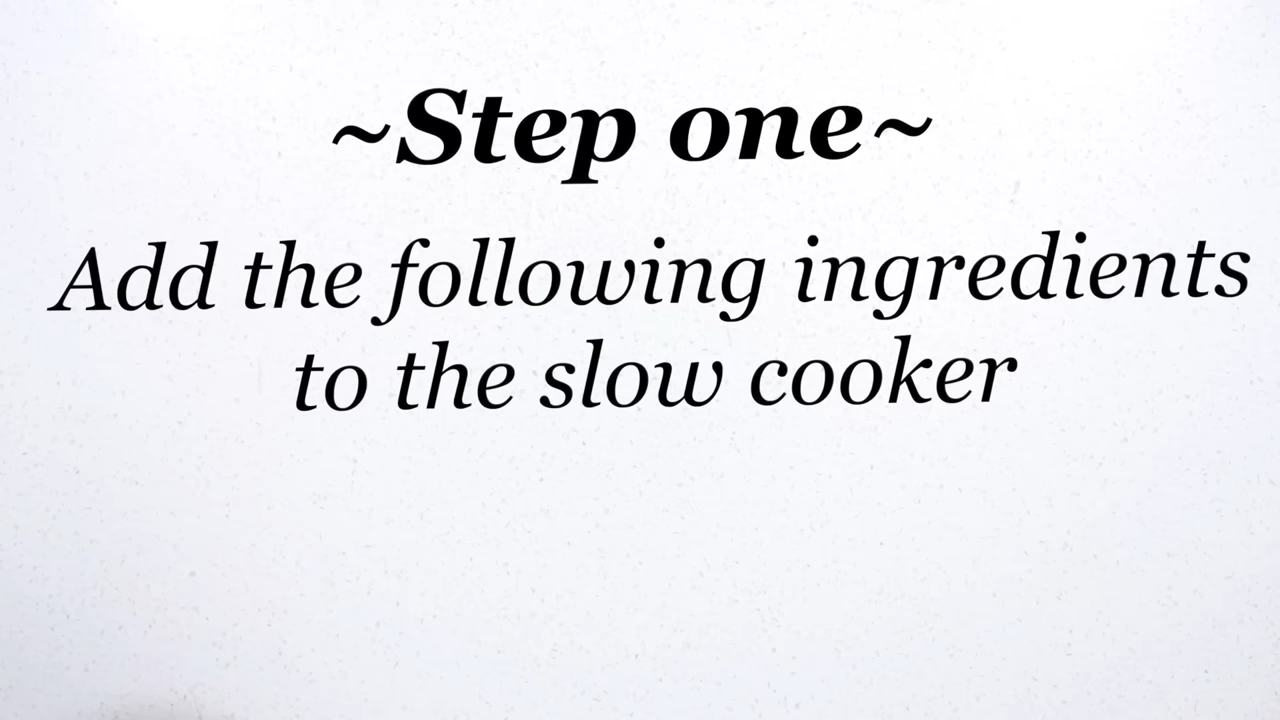 ~Step one~
Add the following ingredients
to the slow cooker